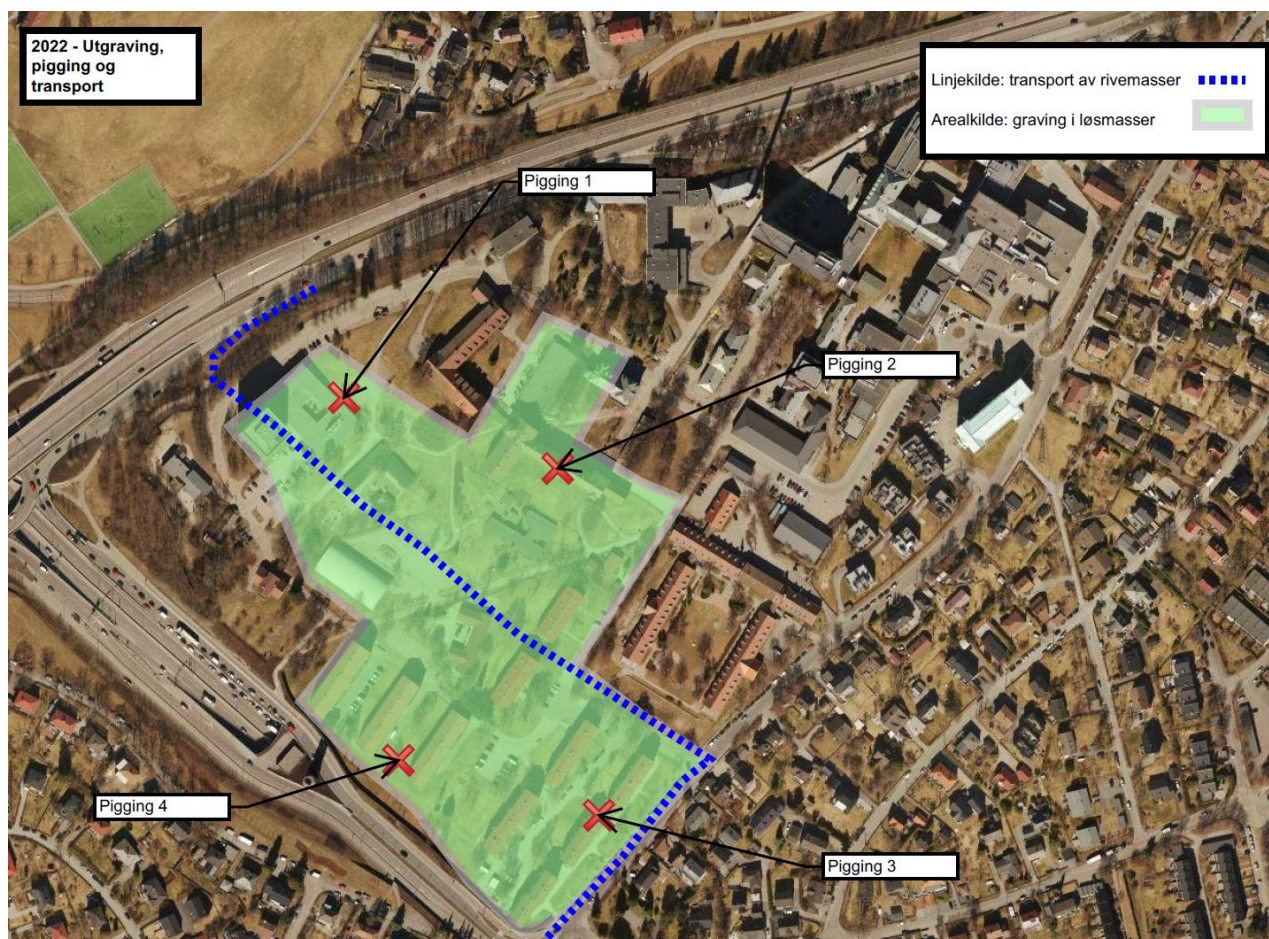 2022 - Utgraving,
pigging og
transport
Linjekilde: transport av rivemasser
Arealkilde: graving i løsmasser
Pigging 1
Pigging 2
Pigging 4
Pigging 3